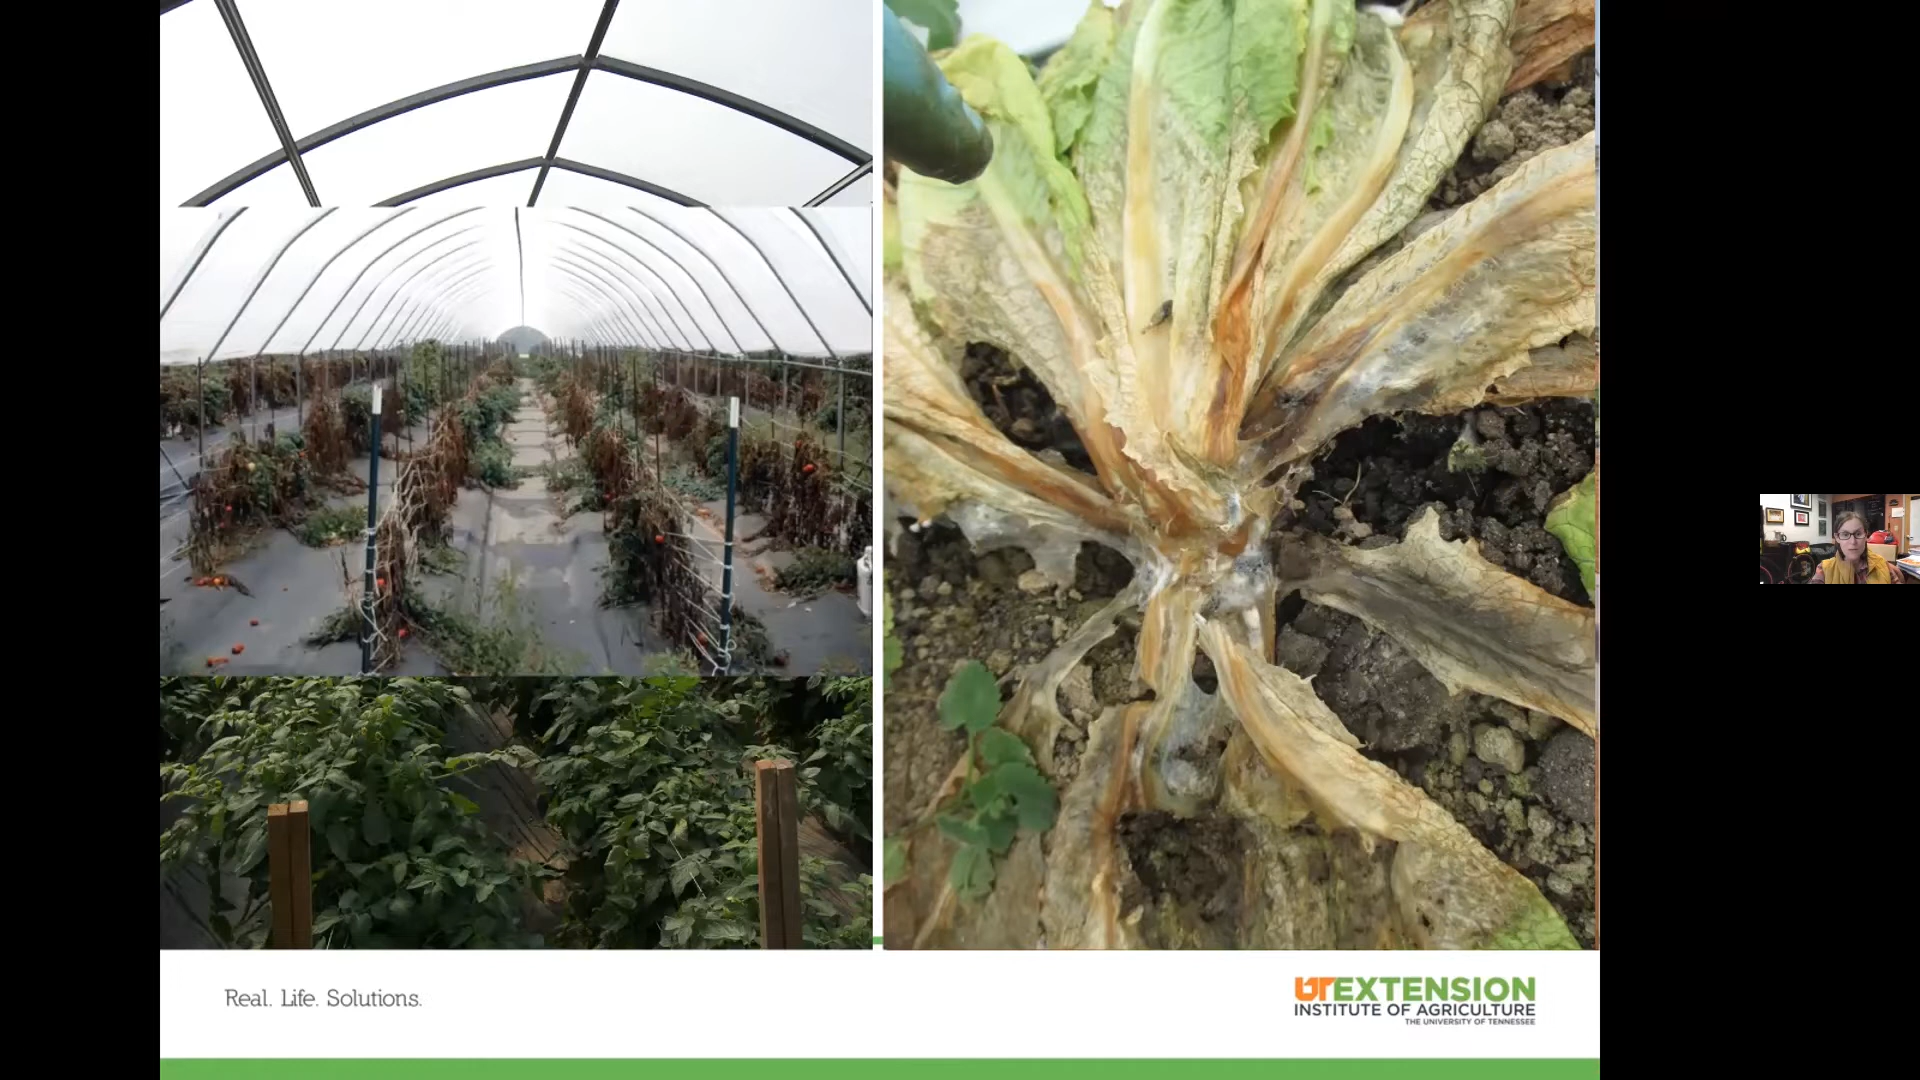 Real. Life. Solutions.
UTEXTENSION
INSTITUTE OF AGRICULTURE
THE UNIVERSITY OF TENNESSEE